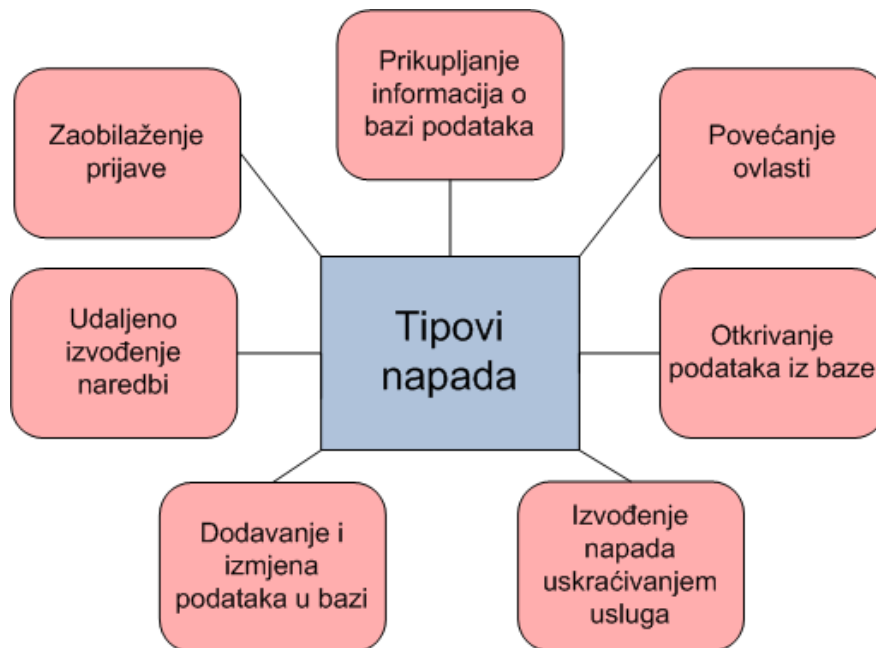 Prikupljanje
informacija o
bazi podataka
Zaobilaženje
prijave
Povećanje
ovlasti
Udaljeno
izvođenje
naredbi
Tipovi
napada
Otkrivanje
podataka iz baze
Dodavanje i
izmjena
podataka u bazi
Izvođenje
napada
uskraćivanjem
usluga